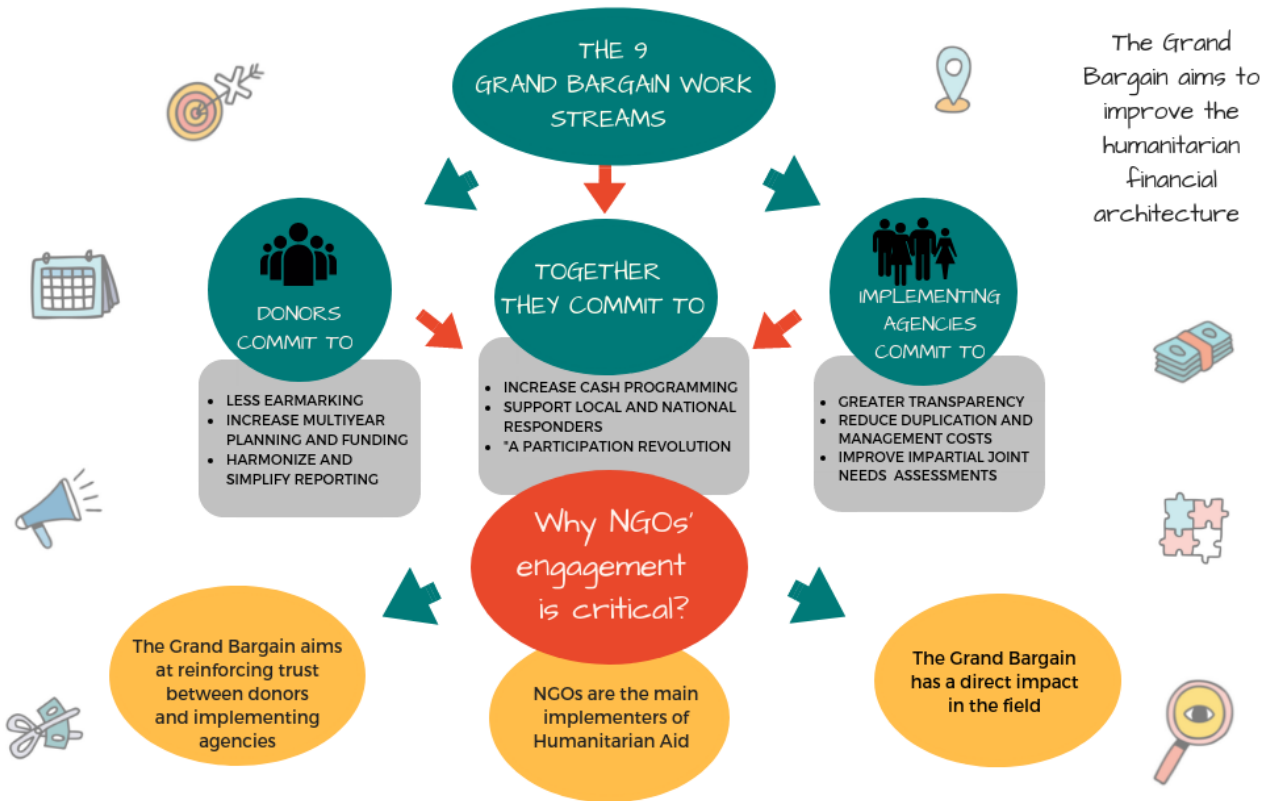 THE 9
GRAND BARGAIN WORK
STREAMS
The Grand
Bargain aims to
improve the
humanitarian
financial
architecture
DONORS
COMMIT TO
• LESS EARMARKING
• INCREASE MULTIYEAR
PLANNING AND FUNDING
• HARMONIZE AND
SIMPLIFY REPORTING
TOGETHER
THEY COMMIT TO
• INCREASE CASH PROGRAMMING
• SUPPORT LOCAL AND NATIONAL
RESPONDERS
• "A PARTICIPATION REVOLUTION
IMPLEMENTING
AGENCIES
COMMIT TO
• GREATER TRANSPARENCY
• REDUCE DUPLICATION AND
MANAGEMENT COSTS
• IMPROVE IMPARTIAL JOINT
NEEDS ASSESSMENTS
Why NGOs'
engagement
is critical?
The Grand Bargain aims
at reinforcing trust
between donors
and implementing
agencies
NGOs are the main
implementers of
Humanitarian Aid
The Grand Bargain
has a direct impact
in the field